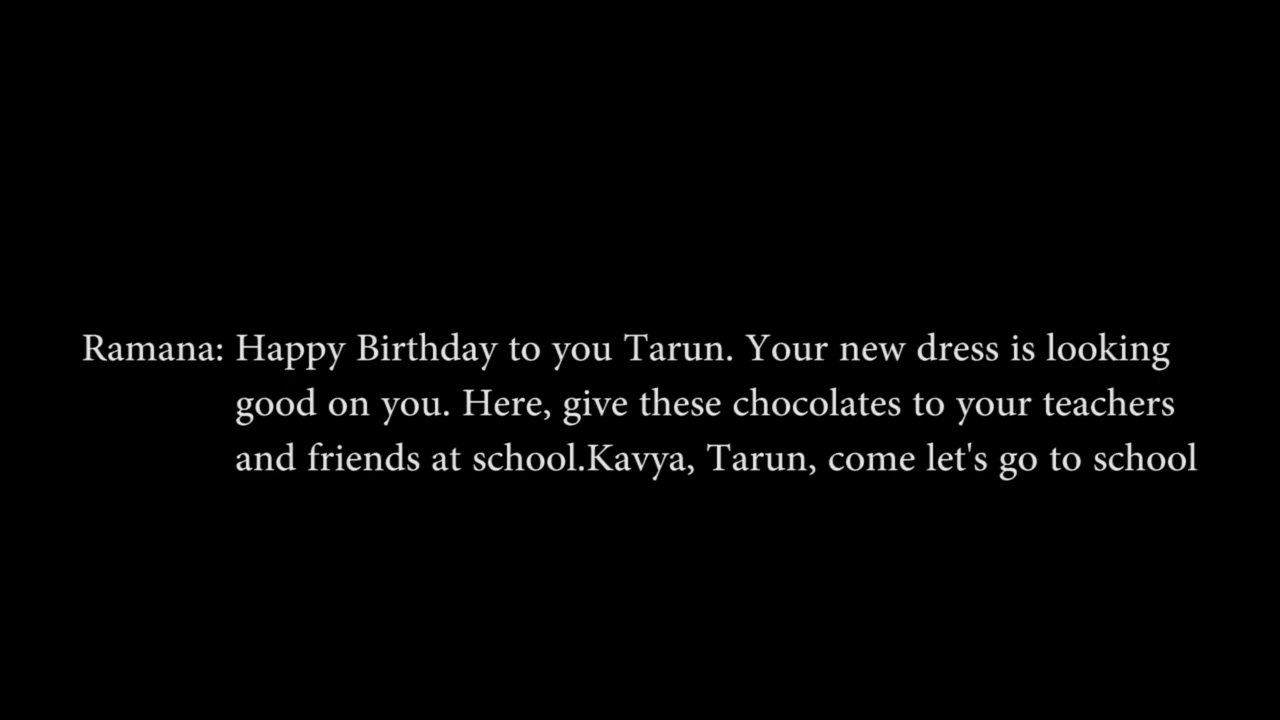 Ramana: Happy Birthday to you Tarun. Your new dress is looking
good on you. Here, give these chocolates to your teachers
and friends at school.Kavya, Tarun, come let's go to school